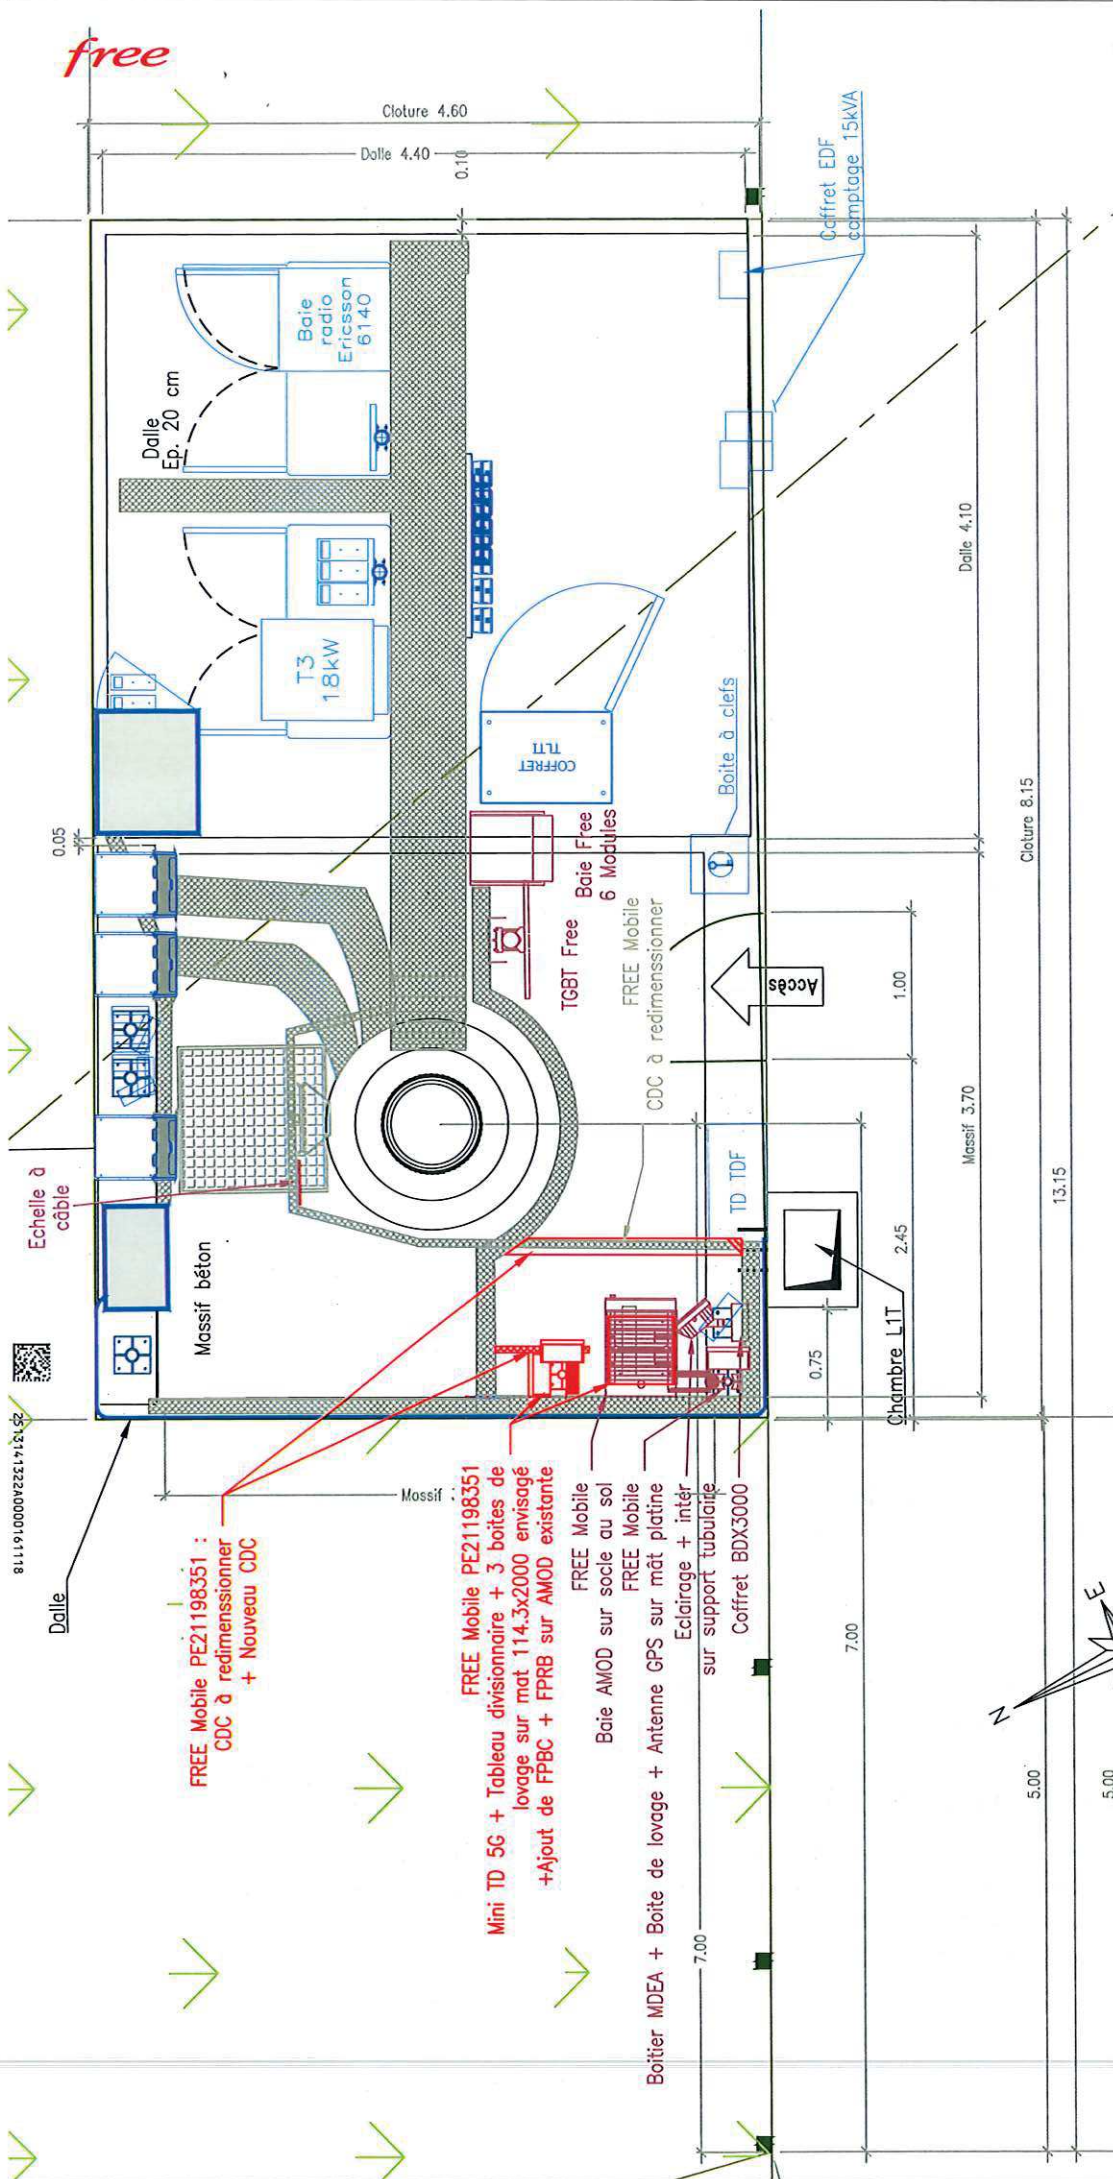 free
Cloture 4.60
Dalle 4.40
0.10
Coffret EDF
comptage 15kVA
Baie
radio
Ericsson
6140
Dalle
Ep. 20 cm
T3
18kW
COFFRET
TLTI
Boite à clefs
Dalle 4.10
Cloture 8.15
0.05
Baie Free
6 Modules
TGBT Free
FREE Mobile
CDC à redimenssionner
Accès
1.00
Massif 3.70
13.15
Echelle à
câble
Massif béton
TD TDF
2.45
0.75
Chambre L1T
2513141322A0000161118
Dalle
Massif :
FREE Mobile PE21198351 :
CDC à redimenssionner
+ Nouveau CDC
FREE Mobile PE21198351
Mini TD 5G + Tableau divisionnaire + 3 boites de
lovage sur mat 114.3x2000 envisagé
+Ajout de FPBC + FPRB sur AMOD existante
FREE Mobile
Baie AMOD sur socle au sol
FREE Mobile
Boitier MDEA + Boite de lovage + Antenne GPS sur mât platine
Eclairage + inter
sur support tubulaire
Coffret BDX3000
7.00
7.00
N
E
5.00
5.00